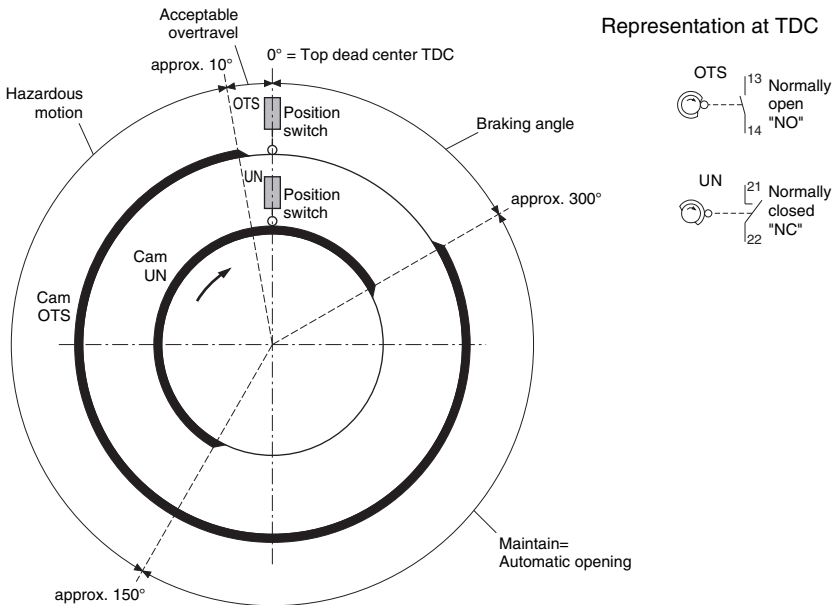 Representation at TDC
Acceptable
overtravel
0° = Top dead center TDC
approx. 10°
Hazardous
motion
OTS
Position
switch
Braking angle
UN
Position
switch
approx. 300°
Cam
UN
Cam
OTS
Maintain=
Automatic opening
approx. 150°
OTS
13
14
Normally
open
"NO"
UN
21
22
Normally
closed
"NC"